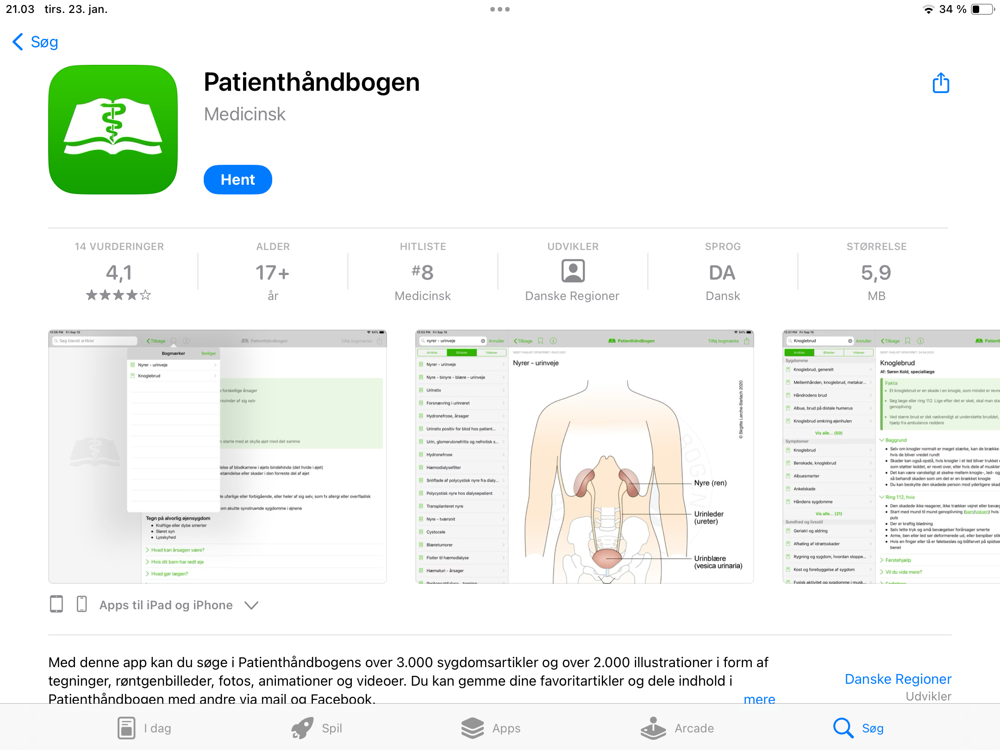 21.03 tirs. 23. jan.
34 %
Søg
Patienthåndbogen
Medicinsk
Hent
14 VURDERINGER
4,1
ALDER
17+
år
HITLISTE
#8
Medicinsk
UDVIKLER
Danske Regioner
SPROG
DA
Dansk
STØRRELSE
5,9
MB
12:06 PM Fri Sep 10
84%
Søg blandt artikler
Tilbage
Patienthåndbogen
Tilføj bogmærke
Bogmærker
Rediger
Nyrer - urinveje
Knoglebrud
forskellige årsager
rsvinder af sig selv
starte med at skylle øjet med det samme
else af blodkarrene i øjets bindehinde (det hvide i øjet)
etændelse eller skader i den forreste del af øjet
le ufarlige eller forbigående, eller heler af sig selv, som fx allergi eller overfladisk
om akutte synstruende sygdomme i øjnene
Tegn på alvorlig øjensygdom
• Kraftige eller dybe smerter
• Sløret syn
• Lysskyhed
Hvad kan årsagen være?
Hvis dit barn har rødt øje
Hvad gør lægen?
12:03 PM Fri Sep 10
84%
nyrer - urinveje
Annuller
Tilbage
Patienthåndbogen
Tilføj bogmærke
Artikler
Billeder
Videoer
Nyrer - urinveje
Nyre - binyre - blære - urinveje
Urinstix
Forsnævring i urinrøret
Hydronefrose, årsager
Urinstix positiv for blod hos patient...
Urin, glomerulonefritis og nefrotisk s...
Hydronefrose
Hæmodialysefilter
Snitflade af polycystisk nyre fra dialy...
Polycystisk nyre hos dialysepatient
Transplanteret nyre
Nyre - tværsnit
Cystocele
Blæretumorer
Fistler til hæmodialyse
Hæmaturi - årsager
Peritonealdialyse - tegning
SIDST FAGLIGT OPDATERET: 09.07.2021
Nyrer - urinveje
© Birgitte Lerche-Barlach 2020
Nyre (ren)
Urinleder
(ureter)
Urinblære
(vesica urinaria)
12:01 PM Fri Sep 10
Knoglebrud
Annuller
Tilbage
Patient
Artikler
Billeder
Videoer
Sygdomme
Knoglebrud, generelt
Mellemhånden, knoglebrud, metakar...
Håndrodens brud
Albue, brud på distale humerus
Knoglebrud omkring øjenhulen
Vis alle... (50)
Symptomer
Knoglebrud
Benskade, knoglebrud
Albuesmerter
Ankelskade
Håndens sygdomme
Vis alle... (21)
Sundhed og livsstil
Geriatri og aldring
Afkøling af idrætsskader
Rygning og sygdom, hvordan stoppe...
Kost og forebyggelse af sygdom
Fysisk aktivitet og sygdomme i musk...
SIDST FAGLIGT OPDATERET: 24.04.2020
Knoglebrud
Af: Søren Kold, speciallæge
Fakta
• Et knoglebrud er en skade i en knogle, som mindst er revn
• Søg læge eller ring 112. Lige efter det er sket, skal man sta
genoplivning
• Ved større brud er det nødvendigt at understøtte bruddet,
hjælp fra ambulance reddere
Baggrund
• Selv om knogler normalt er meget stærke, kan de brække
hvis de bliver vredet rundt
• Skader kan også opstå, hvis knogler i et led bliver trukket
som støtter leddet, er revet over, eller hvis dele af muskler
• Det kan være vanskeligt at skelne mellem knogle-, led- og
så behandl skaden som om det er en brækket knogle
• Du kan beskytte den skadede person mod yderligere skad
Ring 112, hvis
• Den skadede ikke reagerer, ikke trækker vejret eller bevæg
• Start med mund til mund genoplivning (barn/voksen) hvis
puls
• Der er kraftig blødning
• Selv lette tryk og små bevægelser forårsager smerte
• Arme, ben eller led ser deformerede ud, eller benpiber stik
• Hvis en finger eller tå er følelsesløs og blåfarvet på spidser
benet
Førstehjælp
Vil du vide mere?
Forfattere
Apps til iPad og iPhone
Med denne app kan du søge i Patienthåndbogens over 3.000 sygdomsartikler og over 2.000 illustrationer i form af
tegninger, røntgenbilleder, fotos, animationer og videoer. Du kan gemme dine favoritartikler og dele indhold i
Patienthåndbogen med andre via mail og Facebook.
mere
Danske Regioner
Udvikler
I dag
Spil
Apps
Arcade
Søg